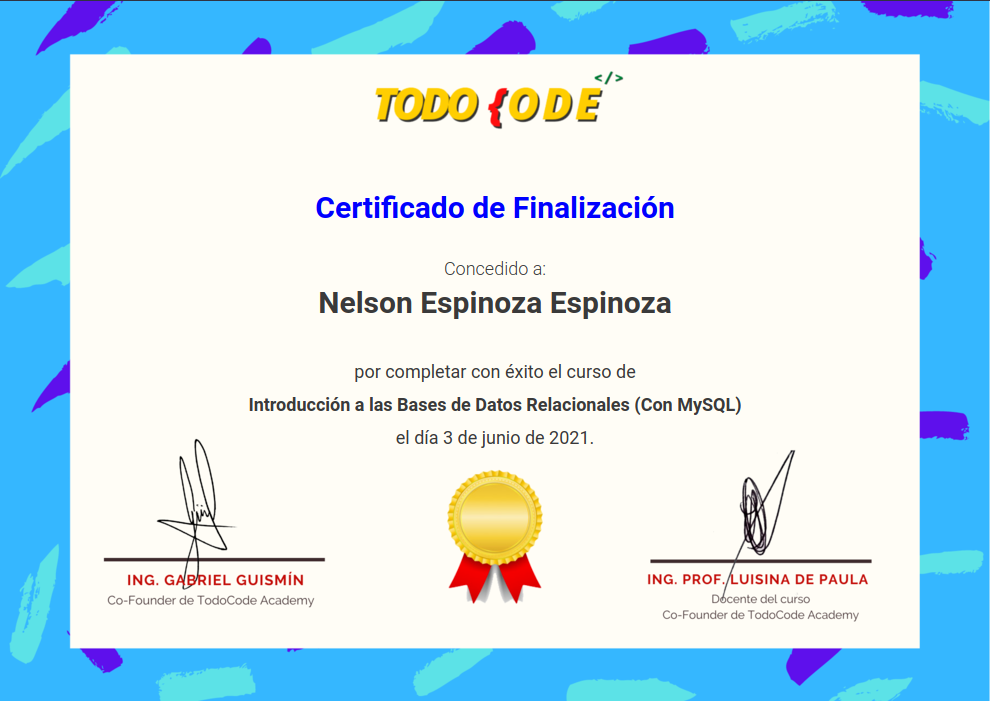 </>
TODO {ODE
Certificado de Finalización
Concedido a:
Nelson Espinoza Espinoza
por completar con éxito el curso de
Introducción a las Bases de Datos Relacionales (Con MySQL)
el día 3 de junio de 2021.
ING. GABRIEL GUISMÍN
Co-Founder de TodoCode Academy
ING. PROF. LUISINA DE PAULA
Docente del curso
Co-Founder de TodoCode Academy